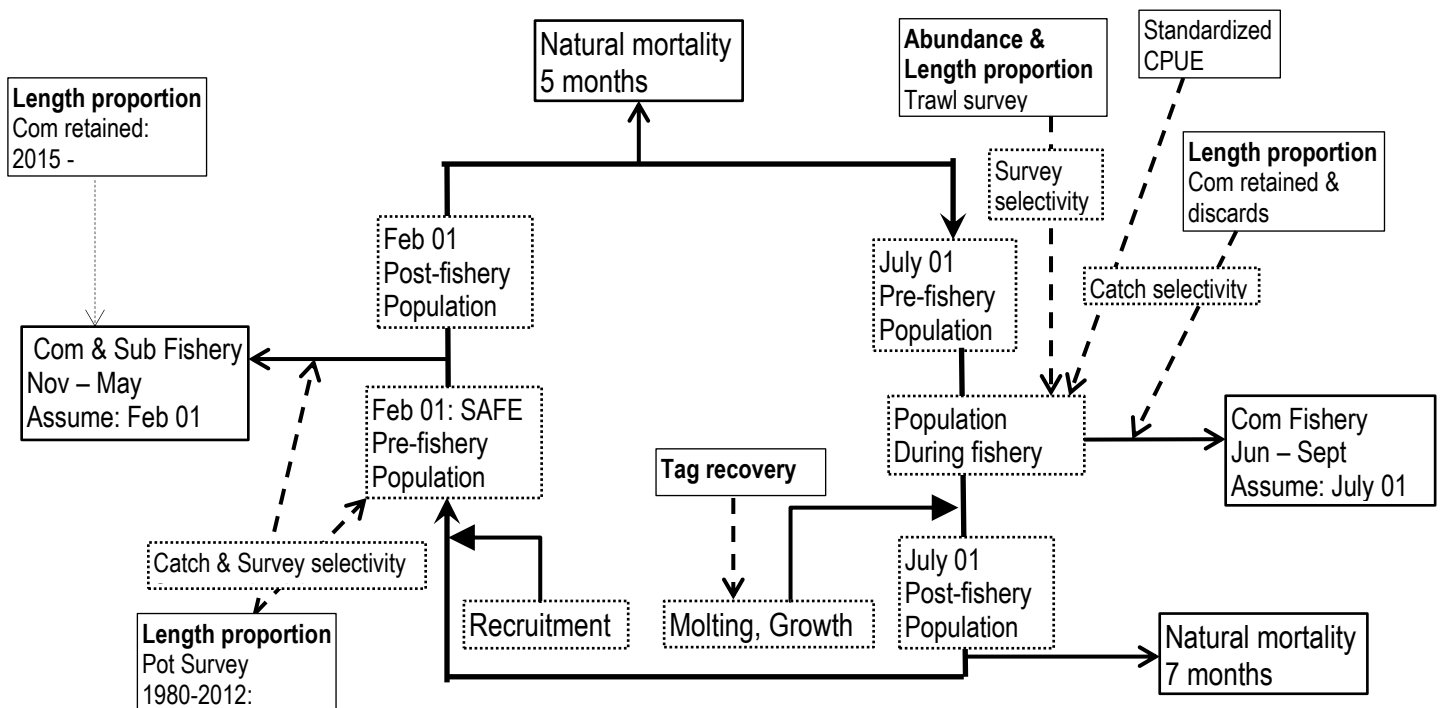 Natural mortality
5 months
Abundance &
Length proportion
Trawl survey
Standardized
CPUE
Length proportion
Com retained:
2015 -
Length proportion
Com retained &
discards
Survey
selectivity
Feb 01
Post-fishery
Population
July 01
Pre-fishery
Population
Catch selectivity
Com & Sub Fishery
Nov – May
Assume: Feb 01
Feb 01: SAFE
Pre-fishery
Population
Population
During fishery
Com Fishery
Jun – Sept
Assume: July 01
Tag recovery
Catch & Survey selectivity
July 01
Post-fishery
Population
Recruitment
Molting, Growth
Length proportion
Pot Survey
1980-2012:
Natural mortality
7 months